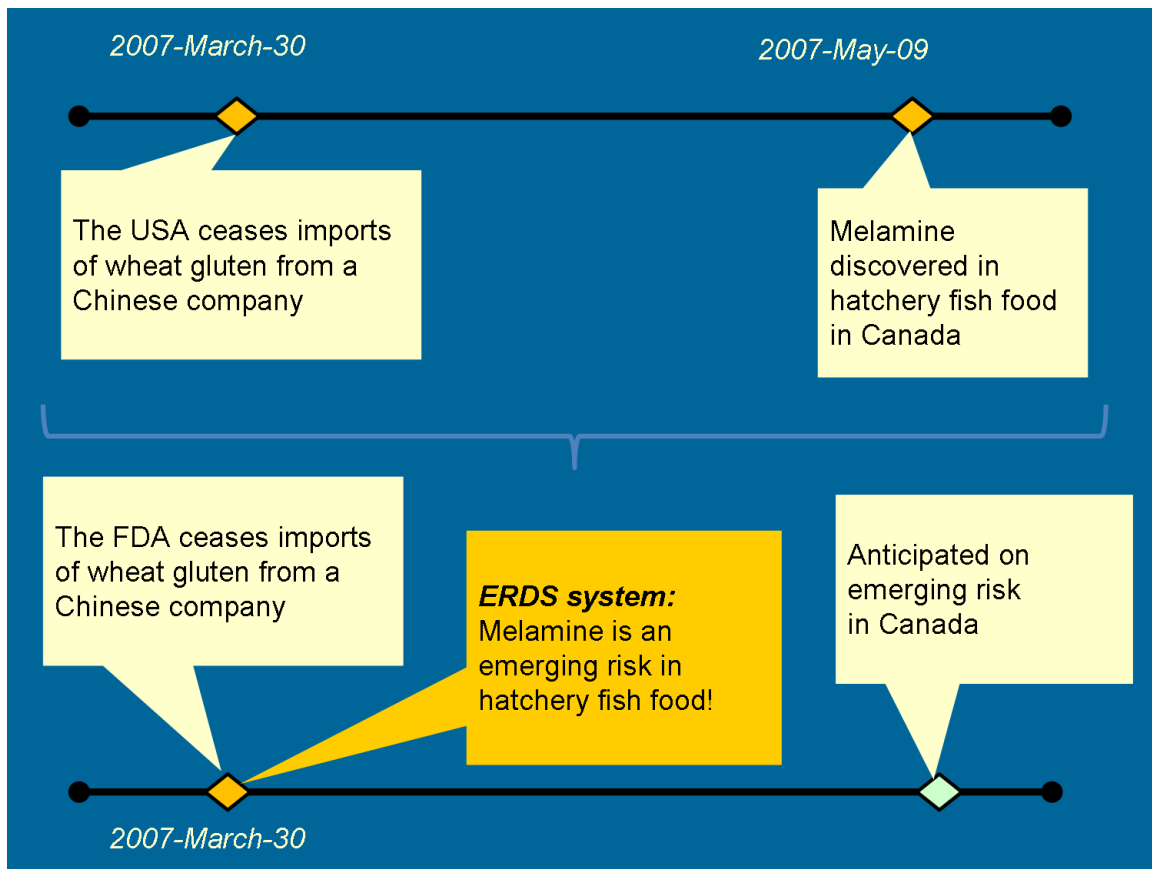 2007-March-30
2007-May-09
The USA ceases imports
of wheat gluten from a
Chinese company
Melamine
discovered in
hatchery fish food
in Canada
The FDA ceases imports
of wheat gluten from a
Chinese company
ERDS system:
Melamine is an
emerging risk in
hatchery fish food!
Anticipated on
emerging risk
in Canada
2007-March-30